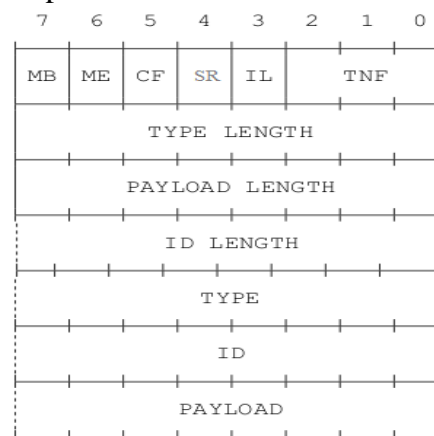 7 6 5 4 3 2 1 0
MB ME CF SR IL TNF
TYPE LENGTH
PAYLOAD LENGTH
ID LENGTH
TYPE
ID
PAYLOAD